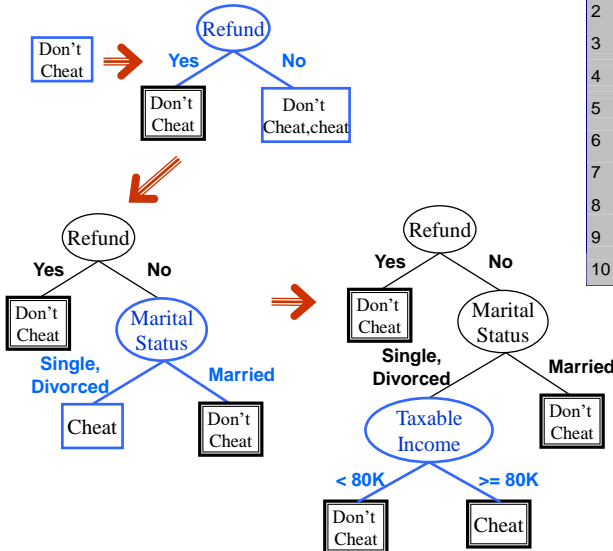 Don't
Cheat
Refund
Yes
No
Don't
Cheat
Don't
Cheat,cheat
Refund
Yes
No
Don't
Cheat
Marital
Status
Single,
Divorced
Married
Cheat
Don't
Cheat
Refund
Yes
No
Don't
Cheat
Marital
Status
Single,
Divorced
Married
Taxable
Income
Don't
Cheat
< 80K
>= 80K
Don't
Cheat
Cheat
2
3
4
5
6
7
8
9
10